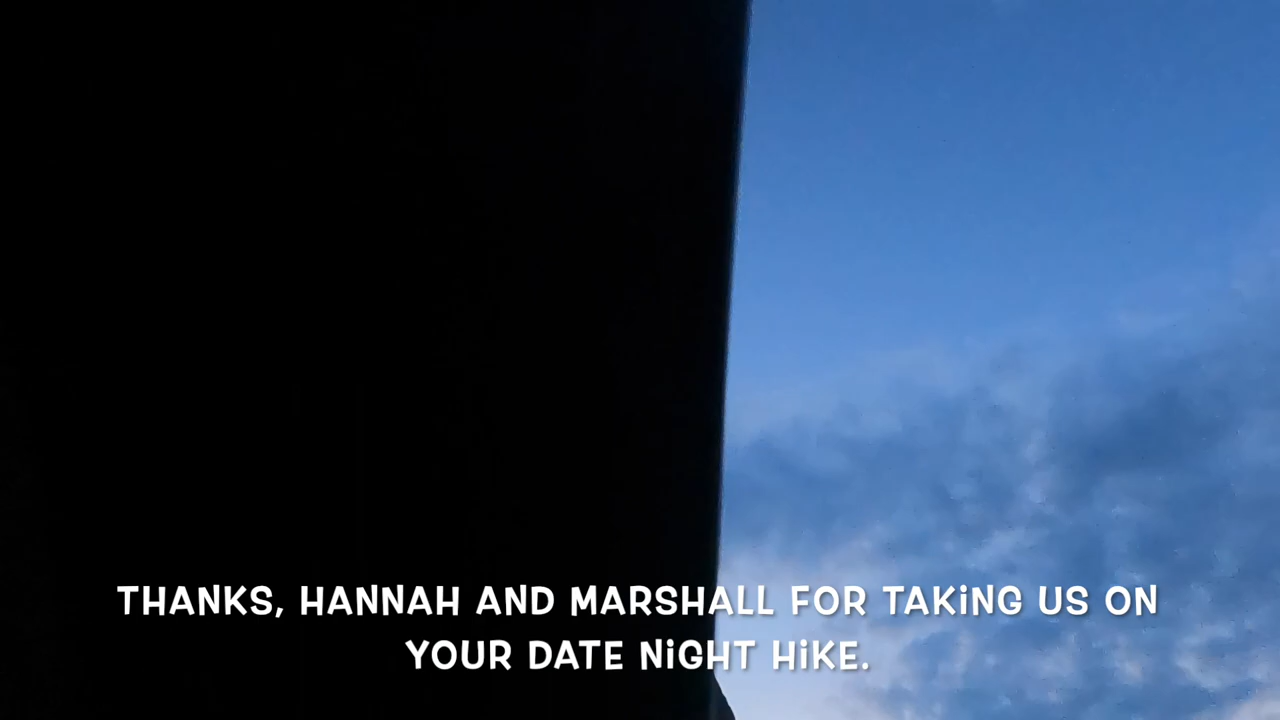 THANKS, HANNAH AND MARSHALL FOR TAKiNG US ON
YOUR DATE NiGHT HiKE.